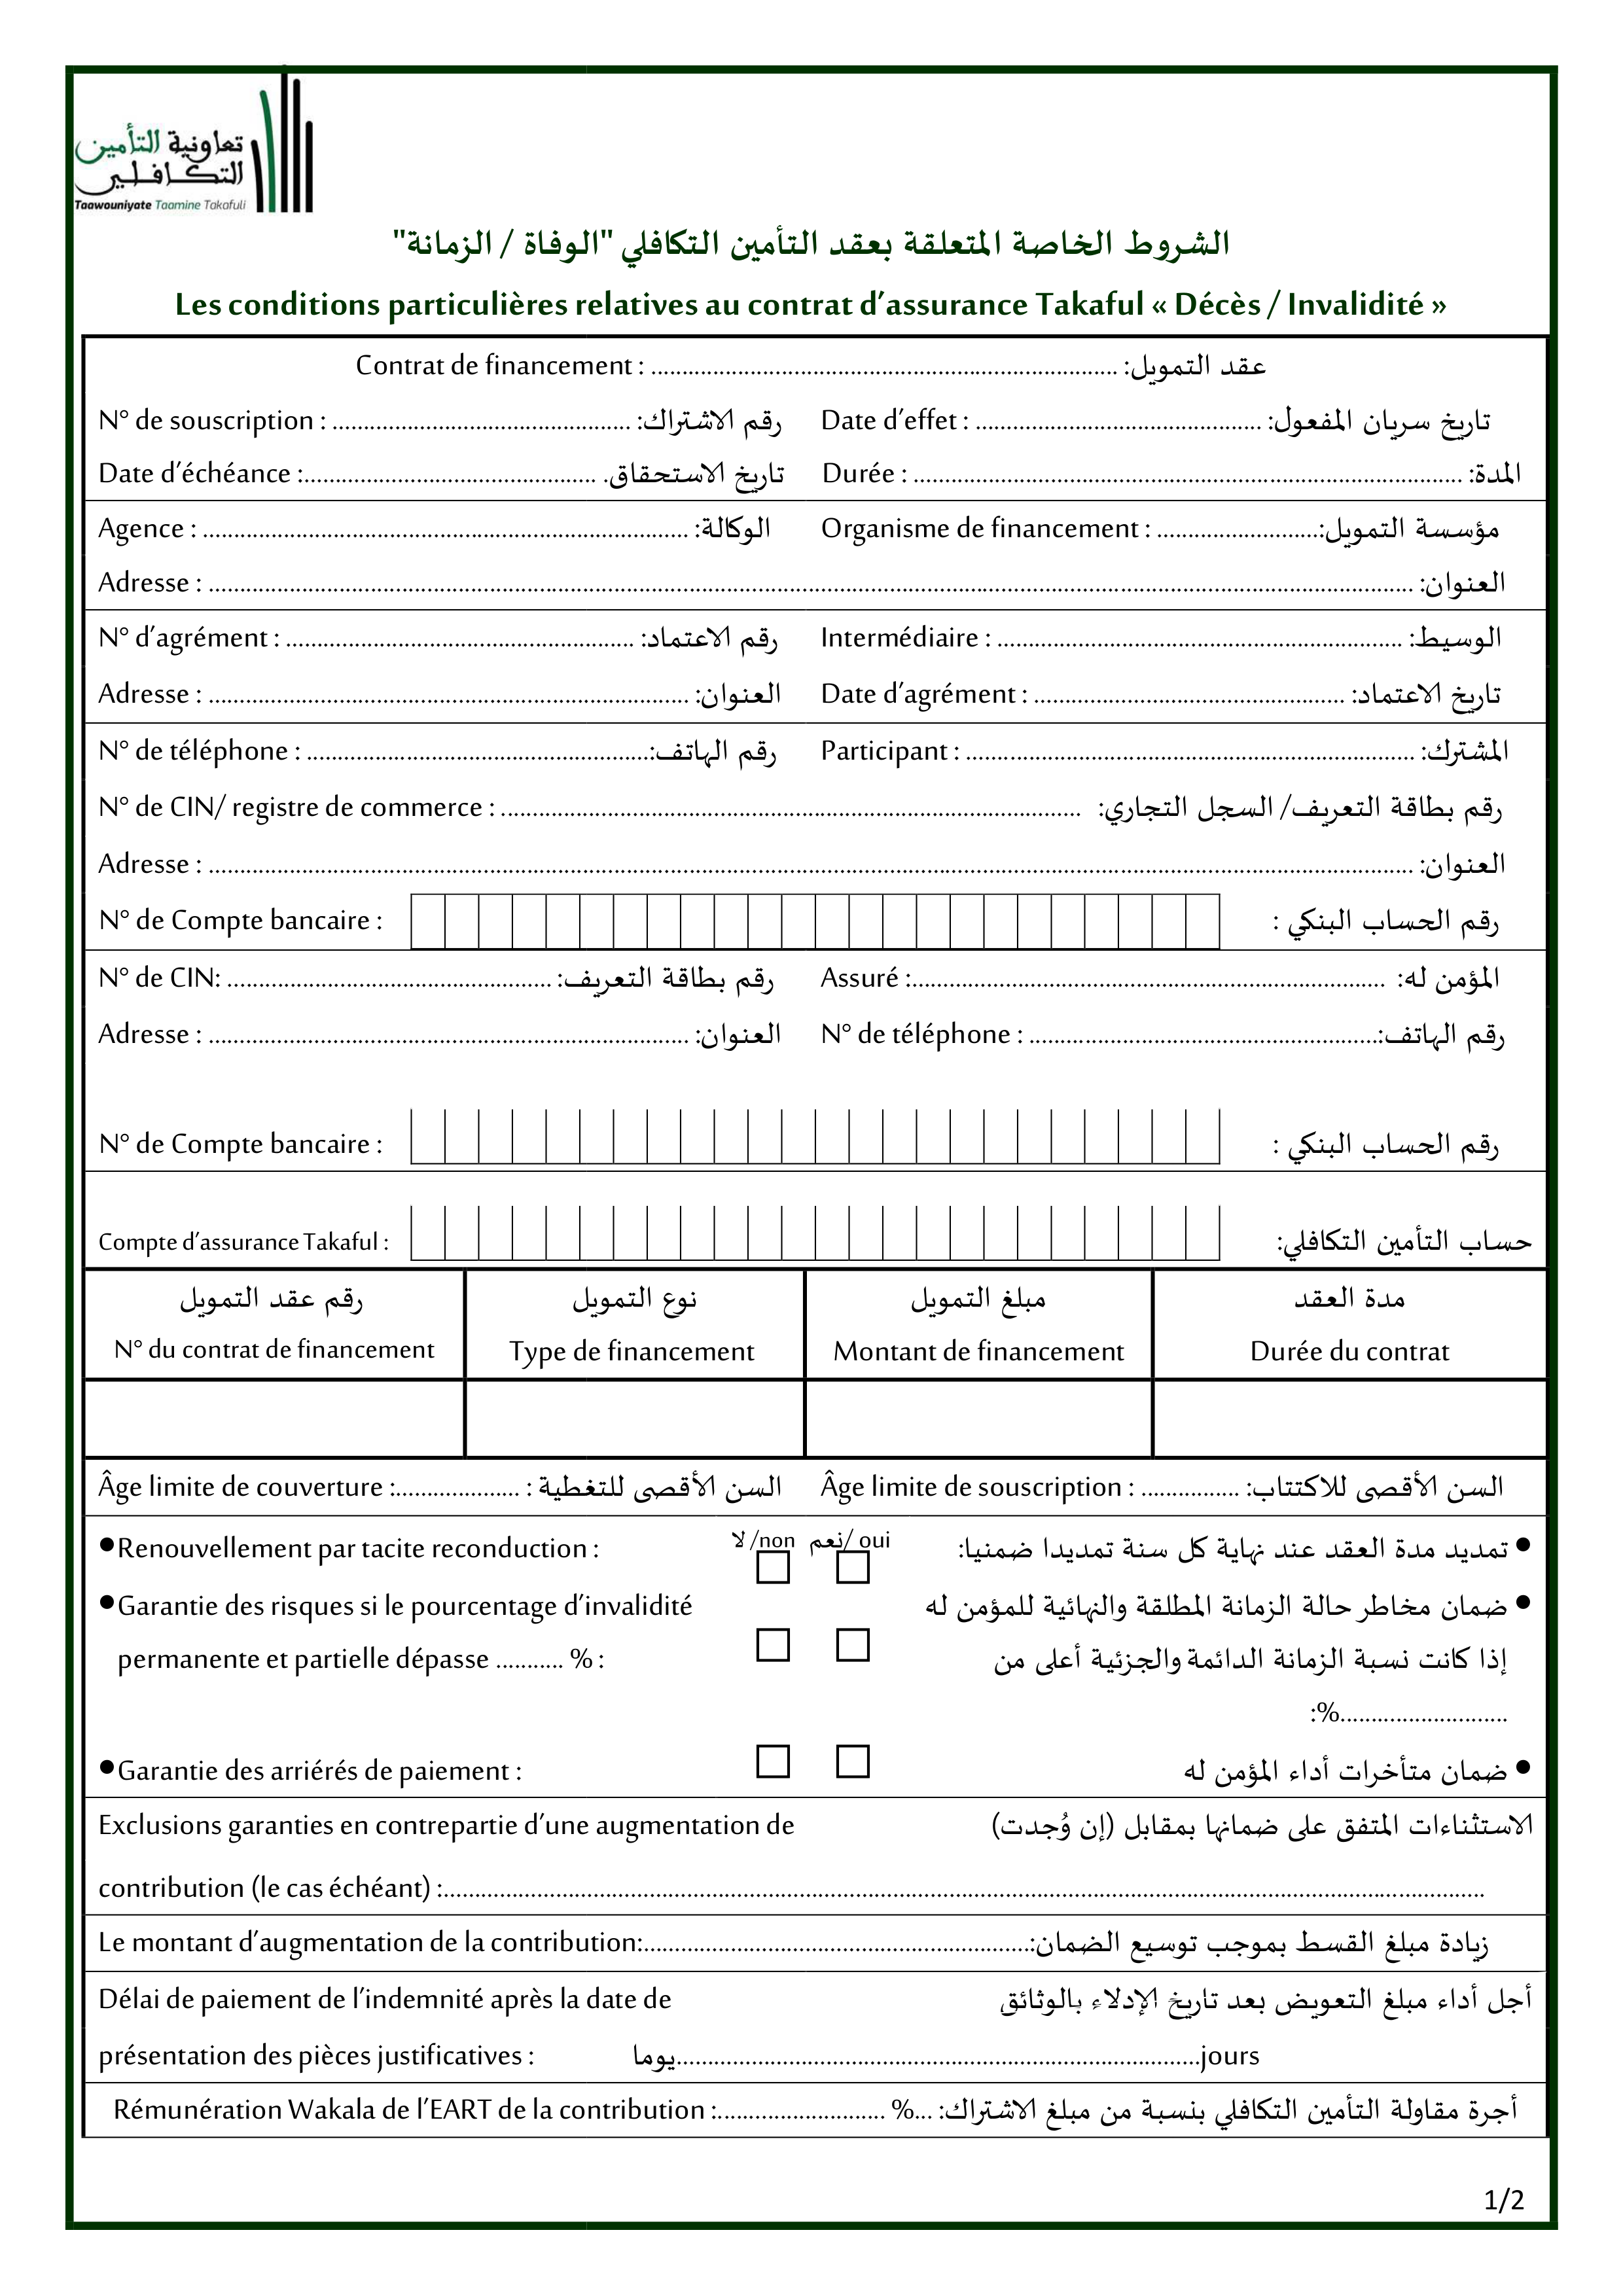 تعاونية التأمين
التكافلي
Taawouniyate Taamine Takafuli
الشروط الخاصة المتعلقة بعقد التأمين التكافلي "الوفاة / الزمانة"
Les conditions particulières relatives au contrat d’assurance Takaful « Décès / Invalidité »
Contrat de financement : ........................................................................... عقد التمويل:
N° de souscription : ................................................ رقم الاشتراك: Date d’effet : .............................................. تاريخ سريان المفعول:
Date d’échéance :............................................... تاريخ الاستحقاق. Durée : ........................................................................................ المدة:
Agence : .............................................................................. الوكالة: Organisme de financement : ..........................مؤسسة التمويل:
Adresse : ................................................................................................................................................................ العنوان:
N° d’agrément : ........................................................ رقم الاعتماد: Intermédiaire : ................................................................. الوسيط:
Adresse : ............................................................................. العنوان: Date d’agrément : .................................................. تاريخ الاعتماد:
N° de téléphone : .......................................................رقم الهاتف: Participant : ........................................................................ المشترك:
N° de CIN/ registre de commerce : ............................................................................................. رقم بطاقة التعريف/ السجل التجاري:
Adresse : ................................................................................................................................................................ العنوان:
N° de Compte bancaire : رقم الحساب البنكي :
N° de CIN: .................................................... رقم بطاقة التعريف: Assuré :............................................................................ المؤمن له:
Adresse : ............................................................................. العنوان: N° de téléphone : ........................................................رقم الهاتف:
N° de Compte bancaire : رقم الحساب البنكي :
Compte d’assurance Takaful : حساب التأمين التكافلي:
رقم عقد التمويل نوع التمويل مبلغ التمويل مدة العقد
N° du contrat de financement Type de financement Montant de financement Durée du contrat
Âge limite de couverture :.................... السن الأقصى للتغطية : Âge limite de souscription : ................ السن الأقصى للاكتتاب:
●Renouvellement par tacite reconduction : لا /non نعم/ oui ● تمديد مدة العقد عند نهاية كل سنة تمديدا ضمنيا:
●Garantie des risques si le pourcentage d’invalidité ● ضمان مخاطر حالة الزمانة المطلقة والنهائية للمؤمن له
permanente et partielle dépasse ........... % : إذا كانت نسبة الزمانة الدائمة والجزئية أعلى من
...........................%:
●Garantie des arriérés de paiement : ● ضمان متأخرات أداء المؤمن له
Exclusions garanties en contrepartie d’une augmentation de الاستثناءات المتفق على ضمانها بمقابل (إن وُجدت)
contribution (le cas échéant) :.......................................................................................................................................................................
Le montant d’augmentation de la contribution:..............................................................زيادة مبلغ القسط بموجب توسيع الضمان:
Délai de paiement de l’indemnité après la date de أجل أداء مبلغ التعويض بعد تاريخ الإدلاء بالوثائق
présentation des pièces justificatives : يوما....................................................................................jours
Rémunération Wakala de l’EART de la contribution :........................... %... أجرة مقاولة التأمين التكافلي بنسبة من مبلغ الاشتراك:
1/2